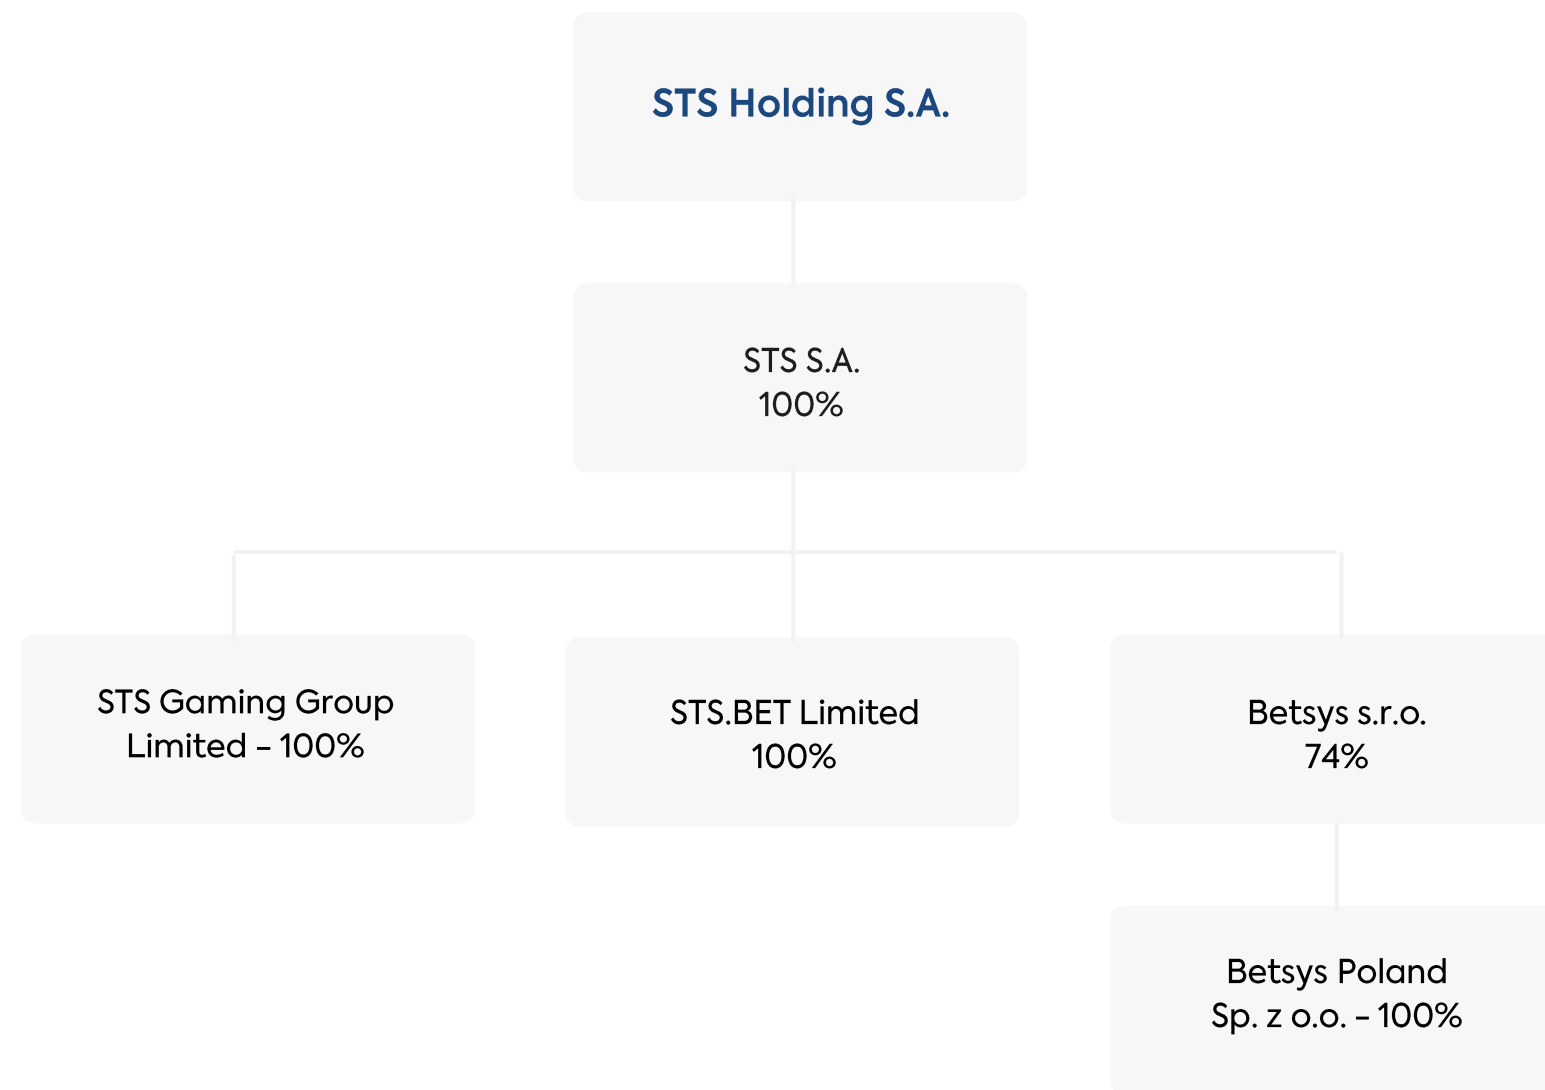 STS Holding S.A.
STS S.A.
100%
STS Gaming Group
Limited - 100%
STS.BET Limited
100%
Betsys s.r.o.
74%
Betsys Poland
Sp. z o.o. - 100%